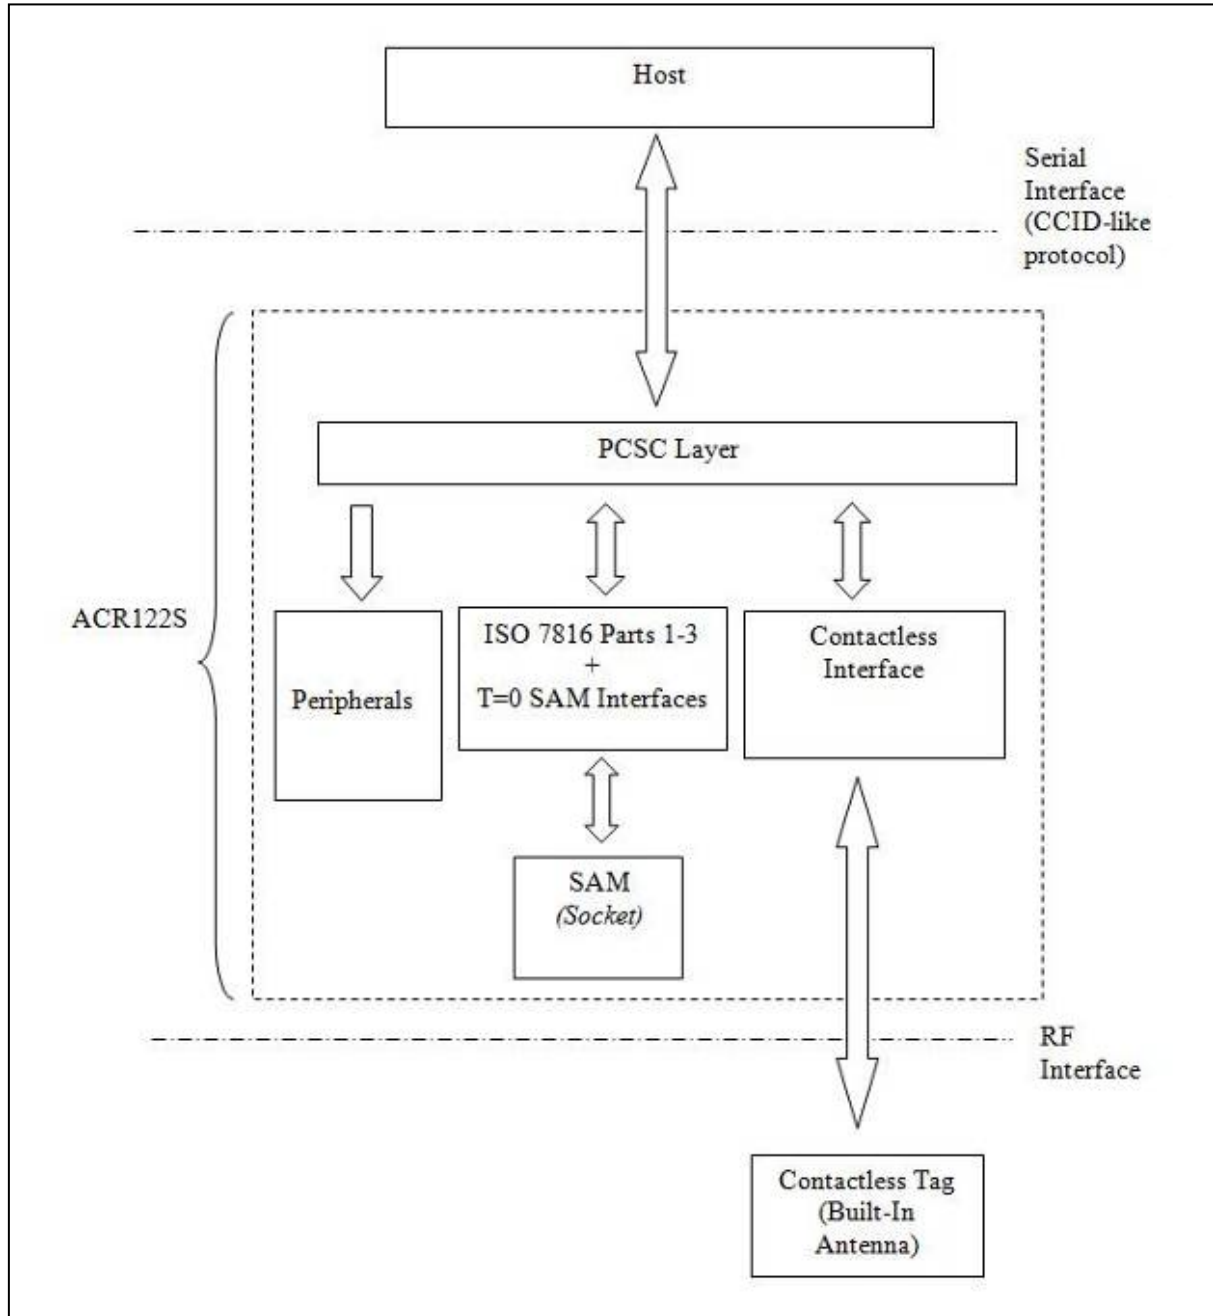 Host
Serial
Interface
(CCID-like
protocol)
PCSC Layer
ACR122S
Peripherals
ISO 7816 Parts 1-3
+
T=0 SAM Interfaces
Contactless
Interface
SAM
(Socket)
RF
Interface
Contactless Tag
(Built-In
Antenna)